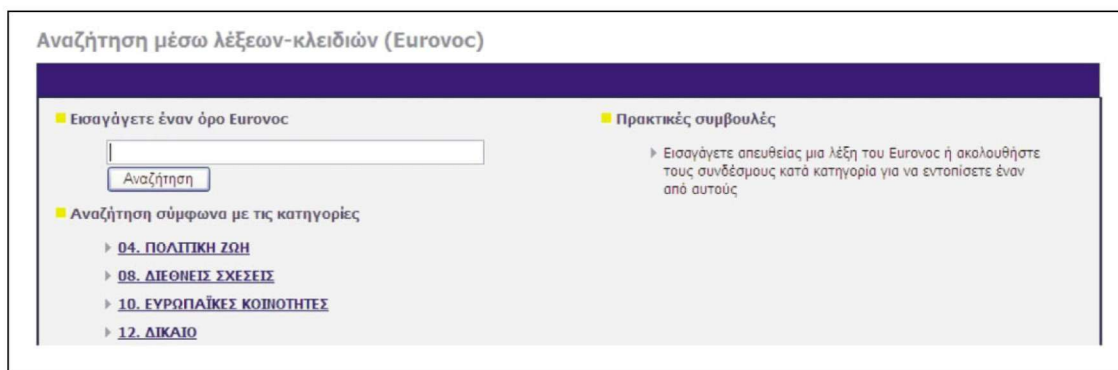 Αναζήτηση μέσω λέξεων-κλειδιών (Eurovoc)
Εισαγάγετε έναν όρο Eurovoc
Αναζήτηση
Αναζήτηση σύμφωνα με τις κατηγορίες
04. ΠΟΛΙΤΙΚΗ ΖΩΗ
08. ΔΙΕΘΝΕΙΣ ΣΧΕΣΕΙΣ
10. ΕΥΡΩΠΑΪΚΕΣ ΚΟΙΝΟΤΗΤΕΣ
12. ΔΙΚΑΙΟ
Πρακτικές συμβουλές
Εισαγάγετε απευθείας μια λέξη του Eurovoc ή ακολουθήστε
τους συνδέσμους κατά κατηγορία για να εντοπίσετε έναν
από αυτούς